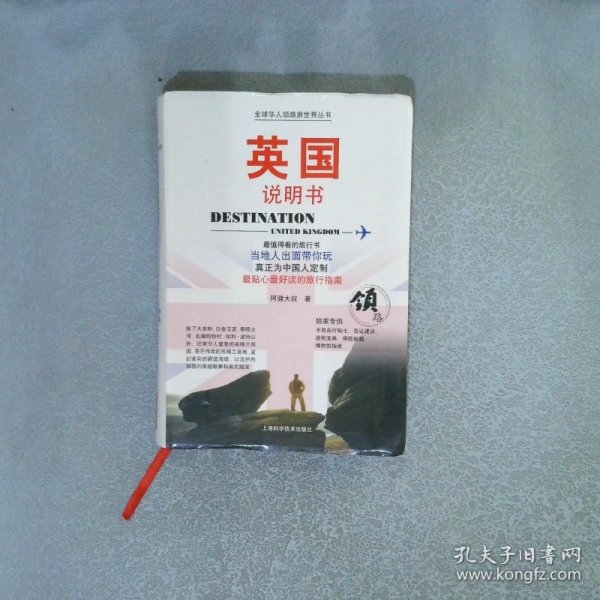 全球华人领路游世界丛书
英国
说明书
DESTINATION
UNITED KINGDOM
最值得看的旅行书
当地人出面带你玩
真正为中国人定制
最贴心最好读的旅行指南
阿健大叔 著
领路
独家专供
上海科学技术出版社
孔夫子旧书网
www.kongfz.com